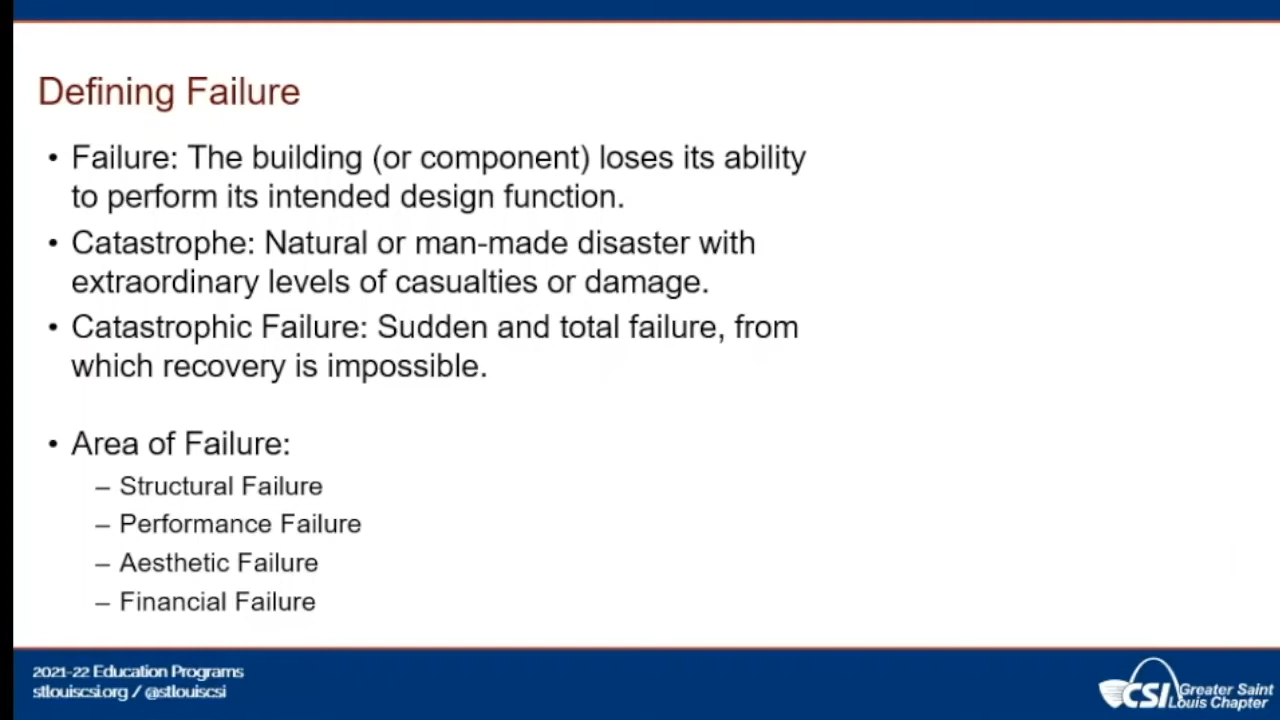 Defining Failure
• Failure: The building (or component) loses its ability
to perform its intended design function.
• Catastrophe: Natural or man-made disaster with
extraordinary levels of casualties or damage.
• Catastrophic Failure: Sudden and total failure, from
which recovery is impossible.
• Area of Failure:
– Structural Failure
– Performance Failure
– Aesthetic Failure
– Financial Failure
2021-22 Education Programs
stlouiscsi.org / @stlouiscsi
CSI Greater Saint
Louis Chapter